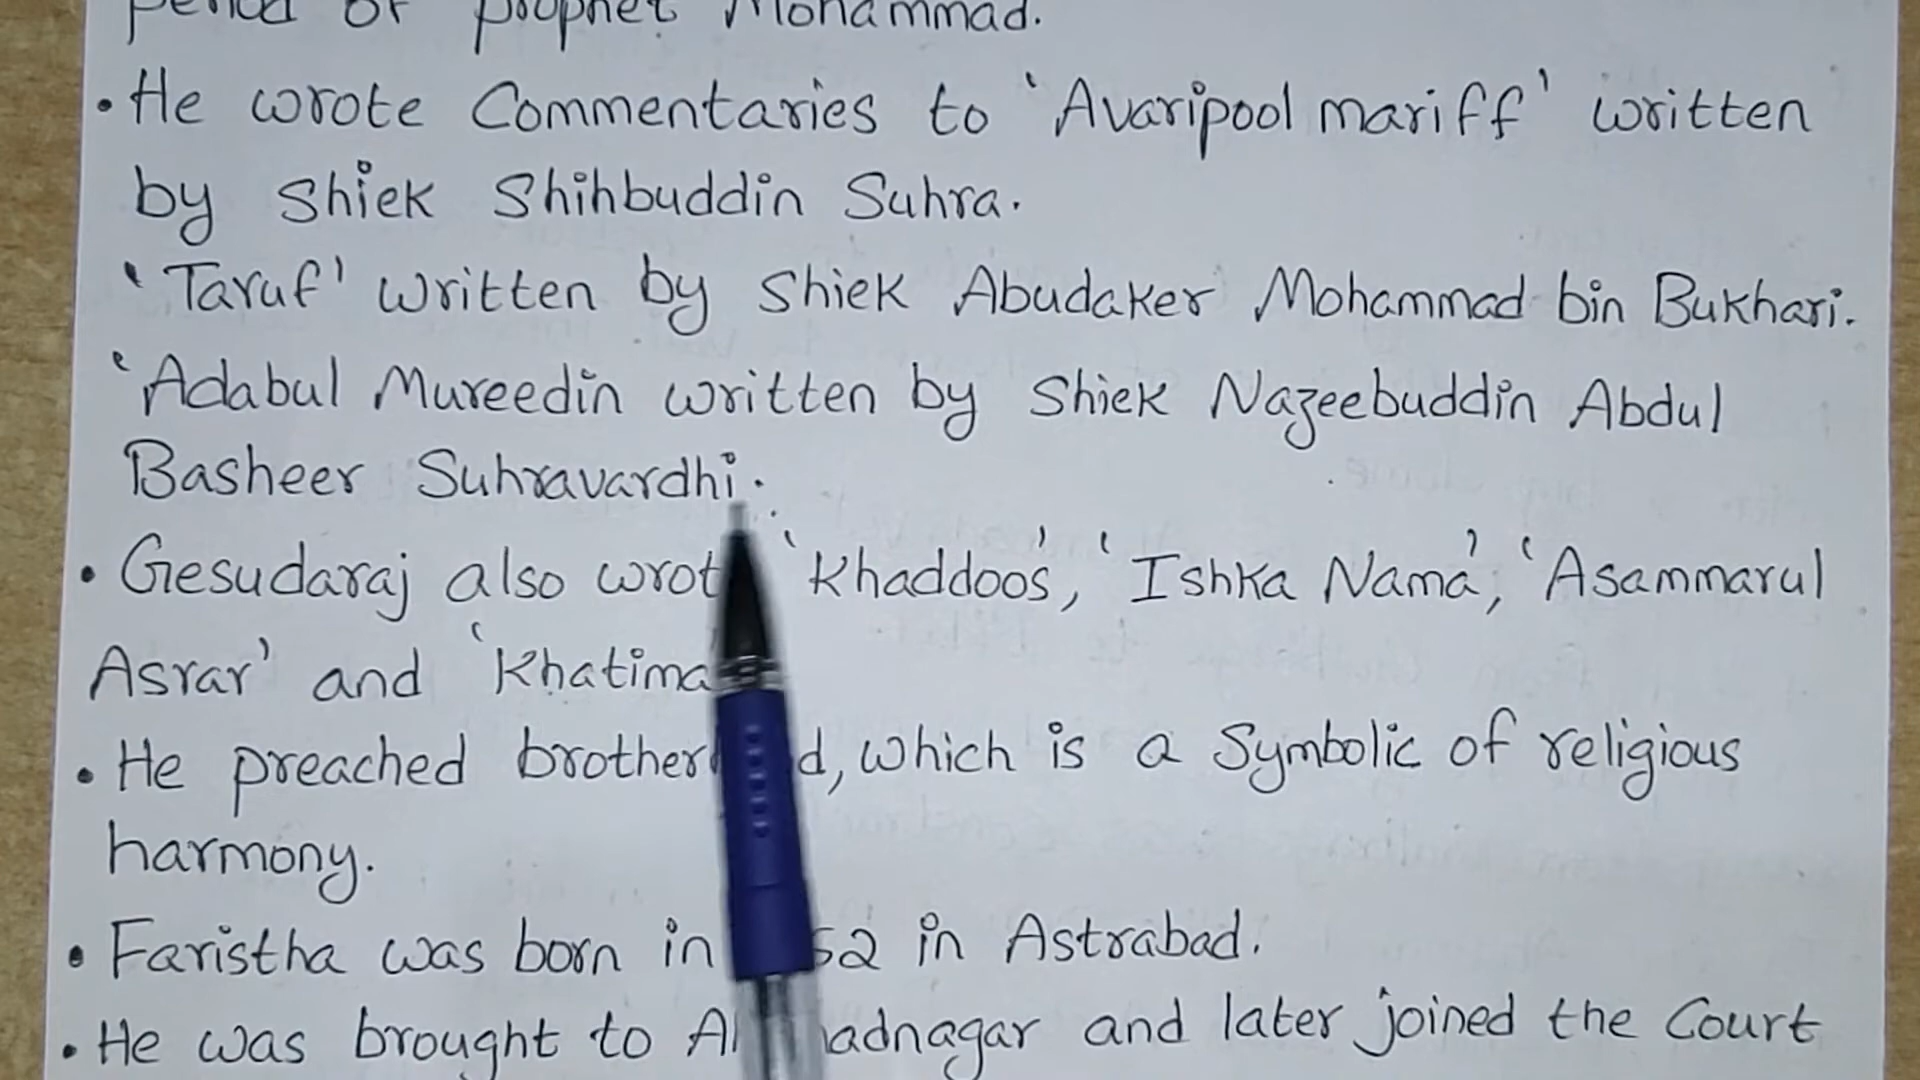 period of prophet Mohammad.
• He wrote Commentaries to 'Avaripool mariff' written
by Shiek Shihbuddin Suhra.
'Taruf' written by Shiek Abudaker Mohammad bin Bukhari.
'Adabul Mureedin written by Shiek Nazeebuddin Abdul
Basheer Suhravardhi.
• Gesudaraj also wrot 'Khaddoos', 'Ishka Nama', 'Asammarul
Asrar' and 'Khatima
• He preached brother d, which is a Symbolic of religious
harmony.
• Faristha was born in 52 in Astrabad.
• He was brought to A adnagar and later joined the Court